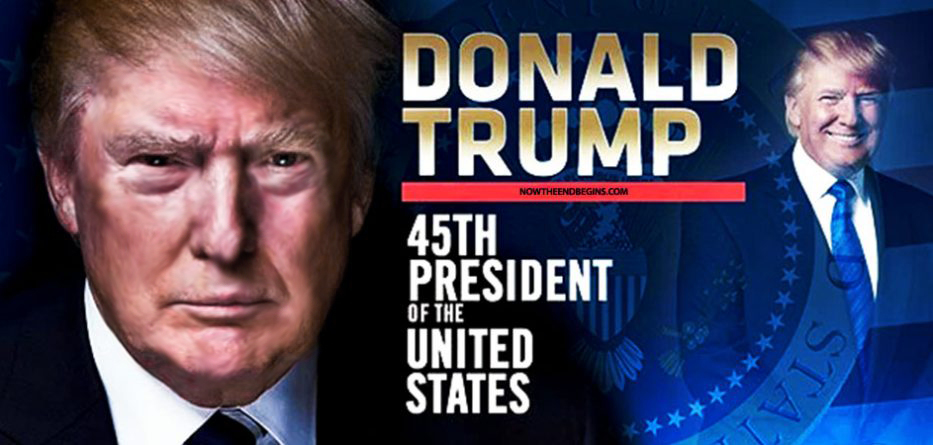 DONALD
TRUMP
NOWTHEENDBEGINS.COM
45TH
PRESIDENT
OF THE
UNITED
STATES